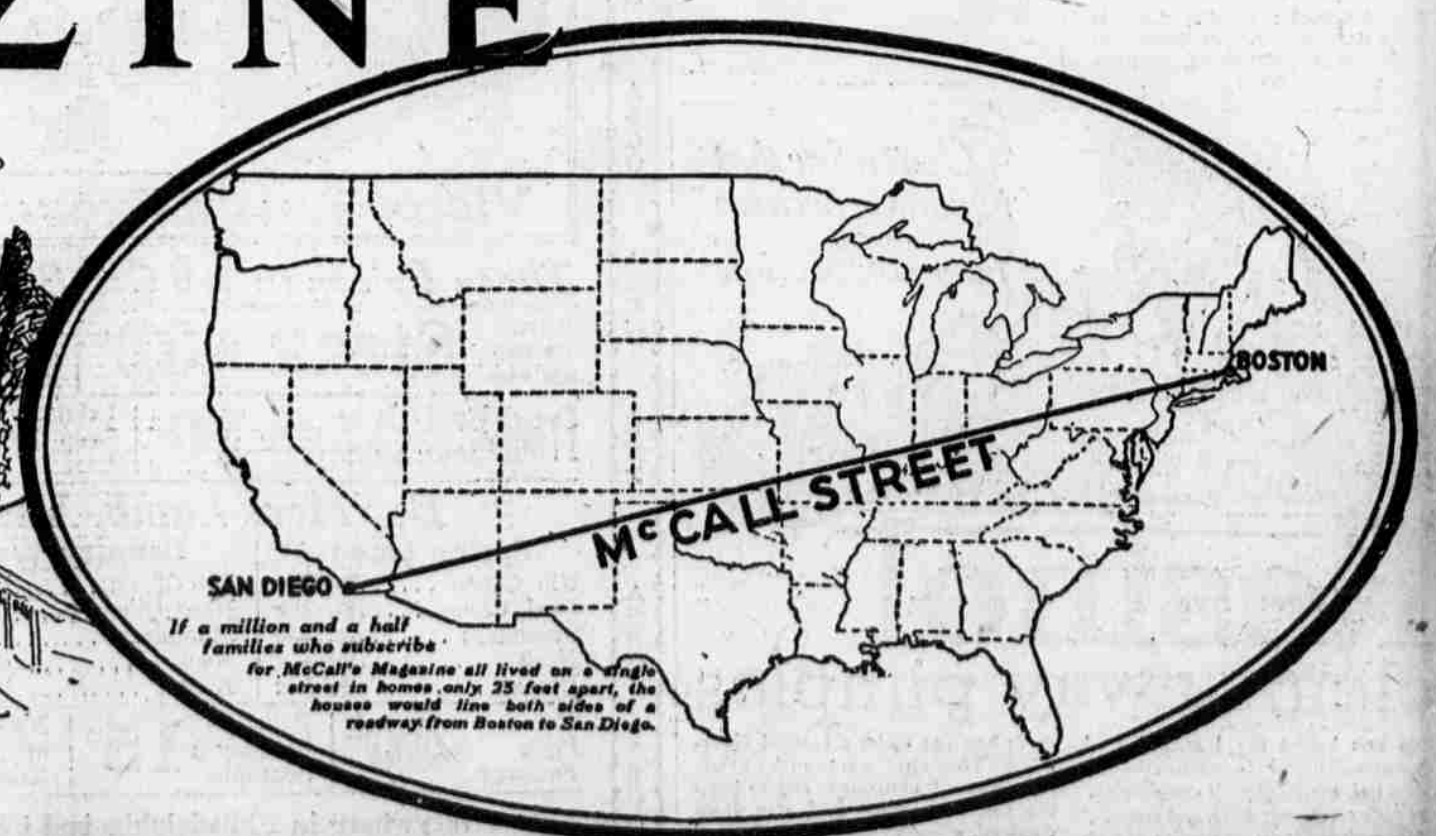 ZINE
BOSTON
McCALL STREET
SAN DIEGO
If a million and a half
families who subscribe
for McCall's Magazine all lived on a single
street in homes only 25 feet apart, the
houses would line both sides of a
roadway from Boston to San Diego.